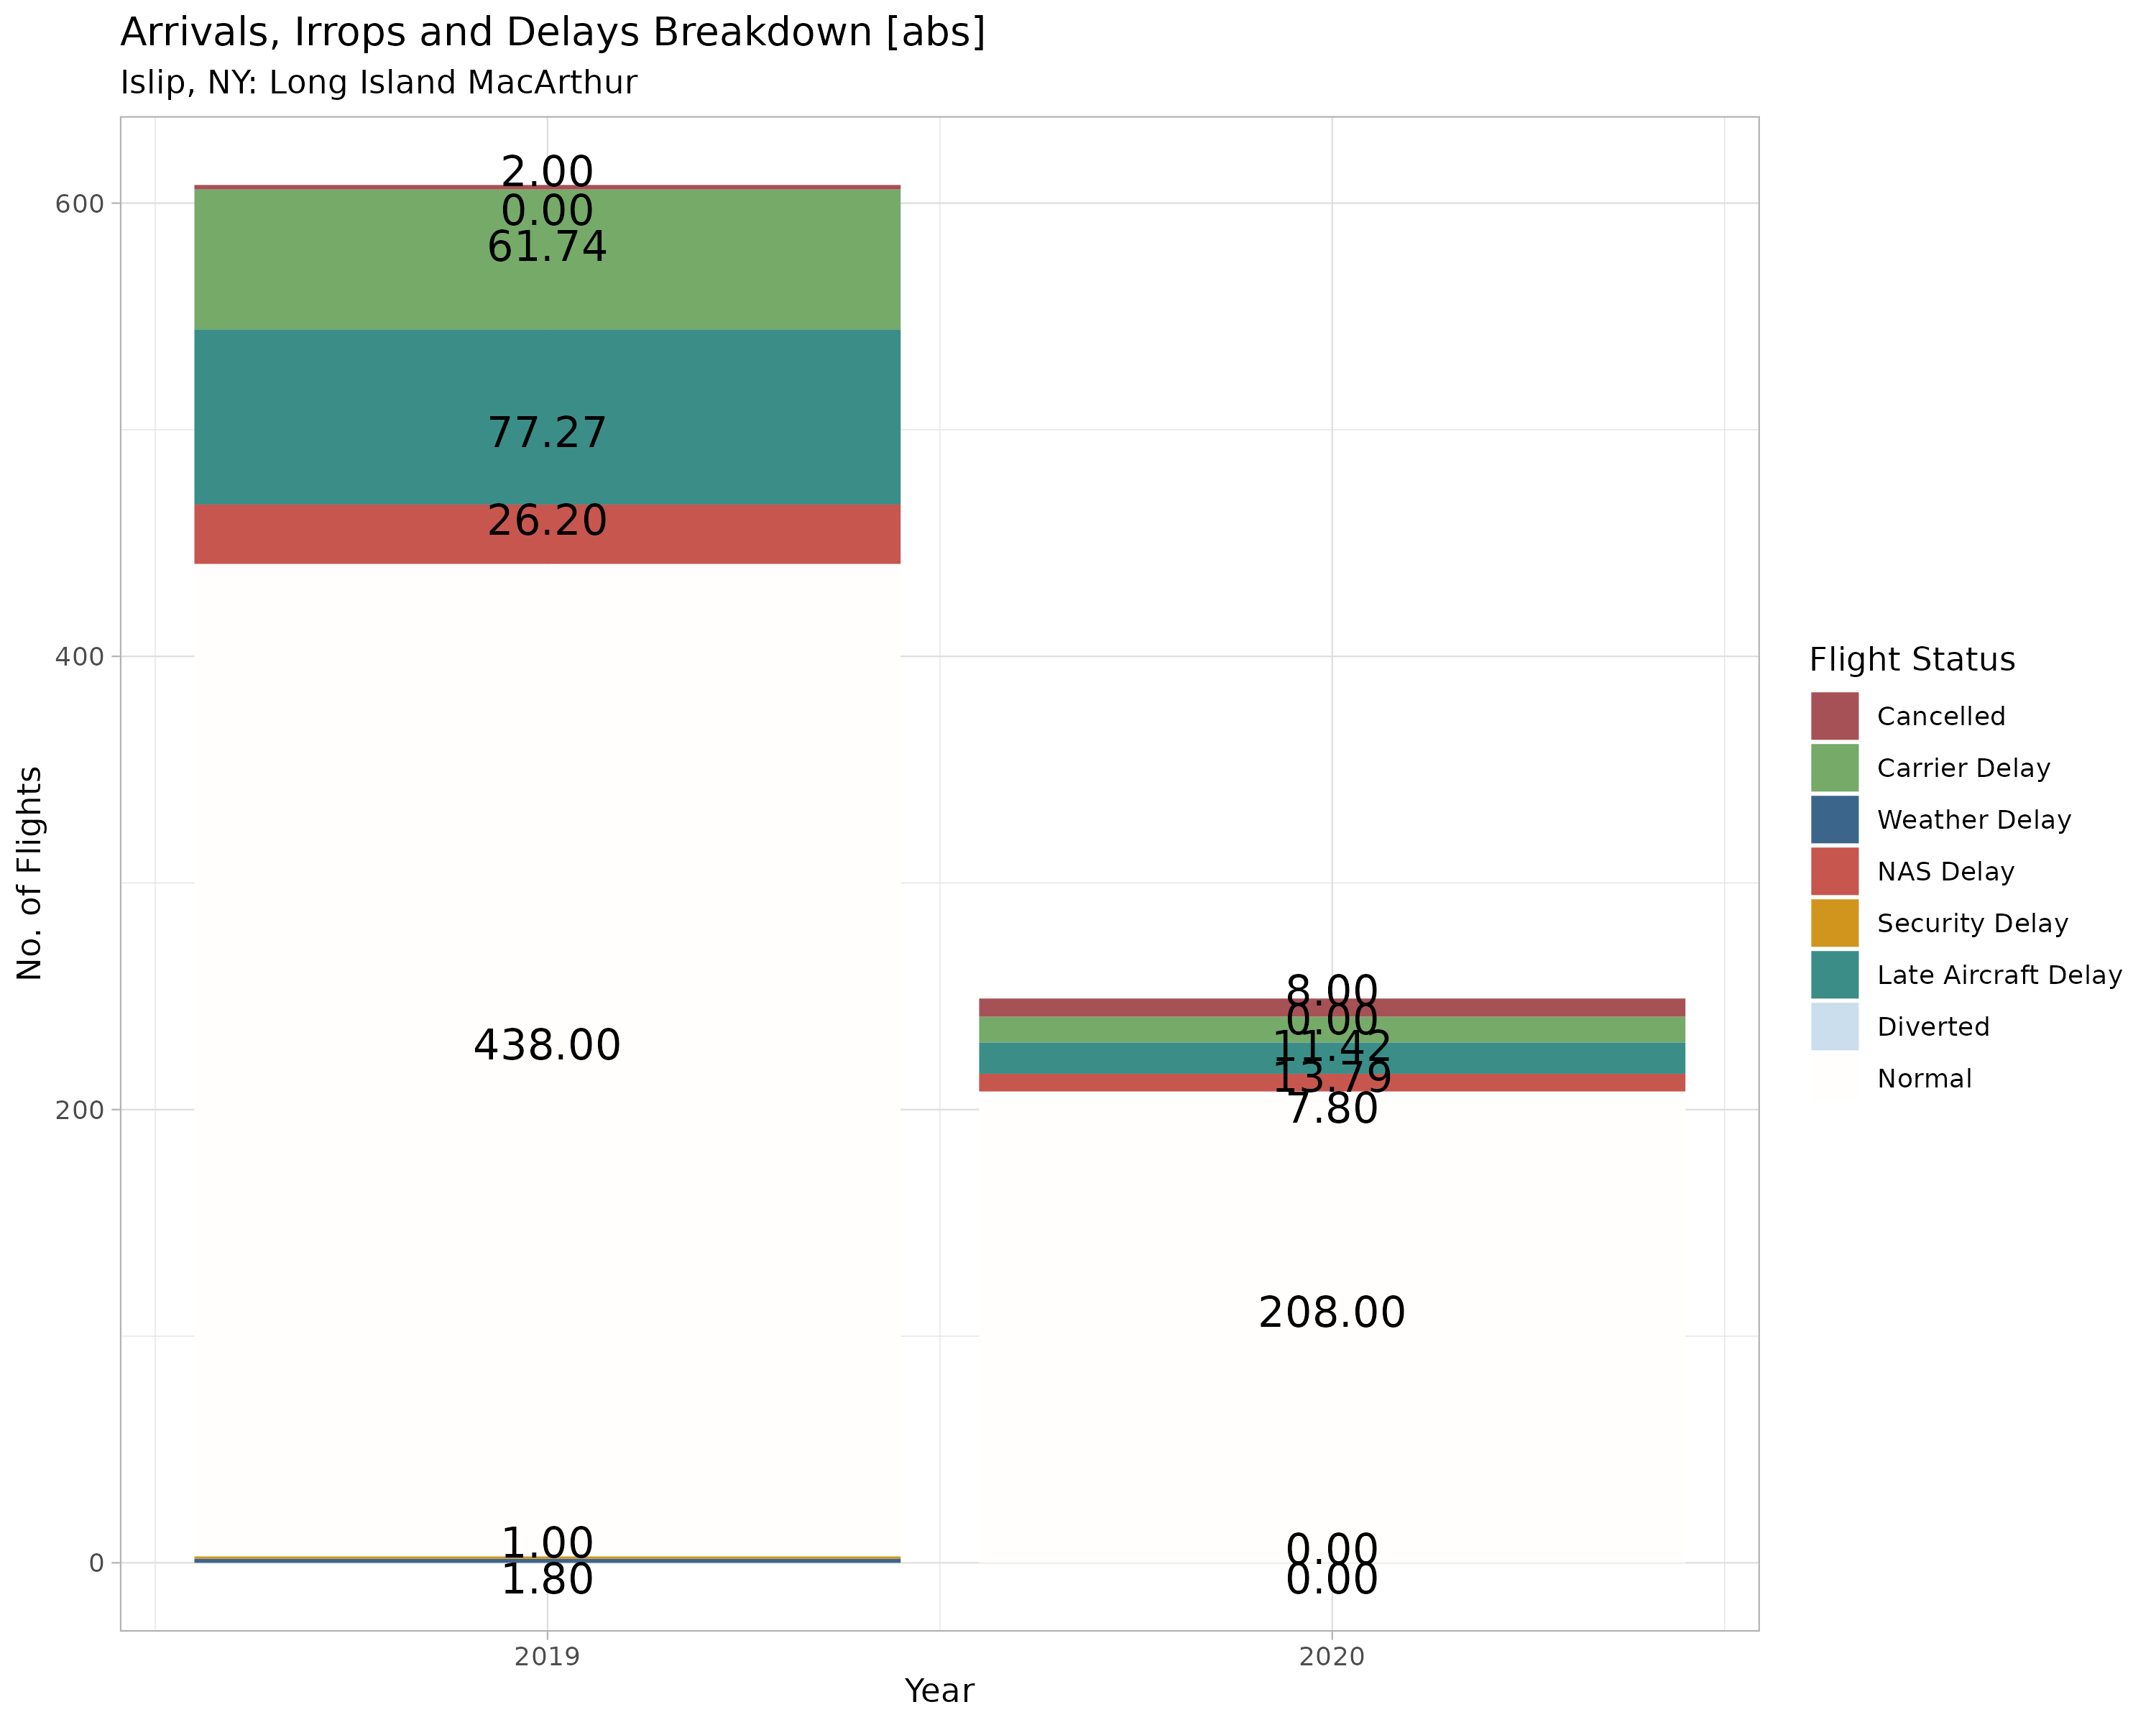 Arrivals, Irrops and Delays Breakdown [abs]
Islip, NY: Long Island MacArthur
No. of Flights
600
400
200
0
2.00
0.00
61.74
77.27
26.20
438.00
1.00
1.80
8.00
0.00
11.42
13.79
7.80
208.00
0.00
0.00
2019
2020
Year
Flight Status
Cancelled
Carrier Delay
Weather Delay
NAS Delay
Security Delay
Late Aircraft Delay
Diverted
Normal